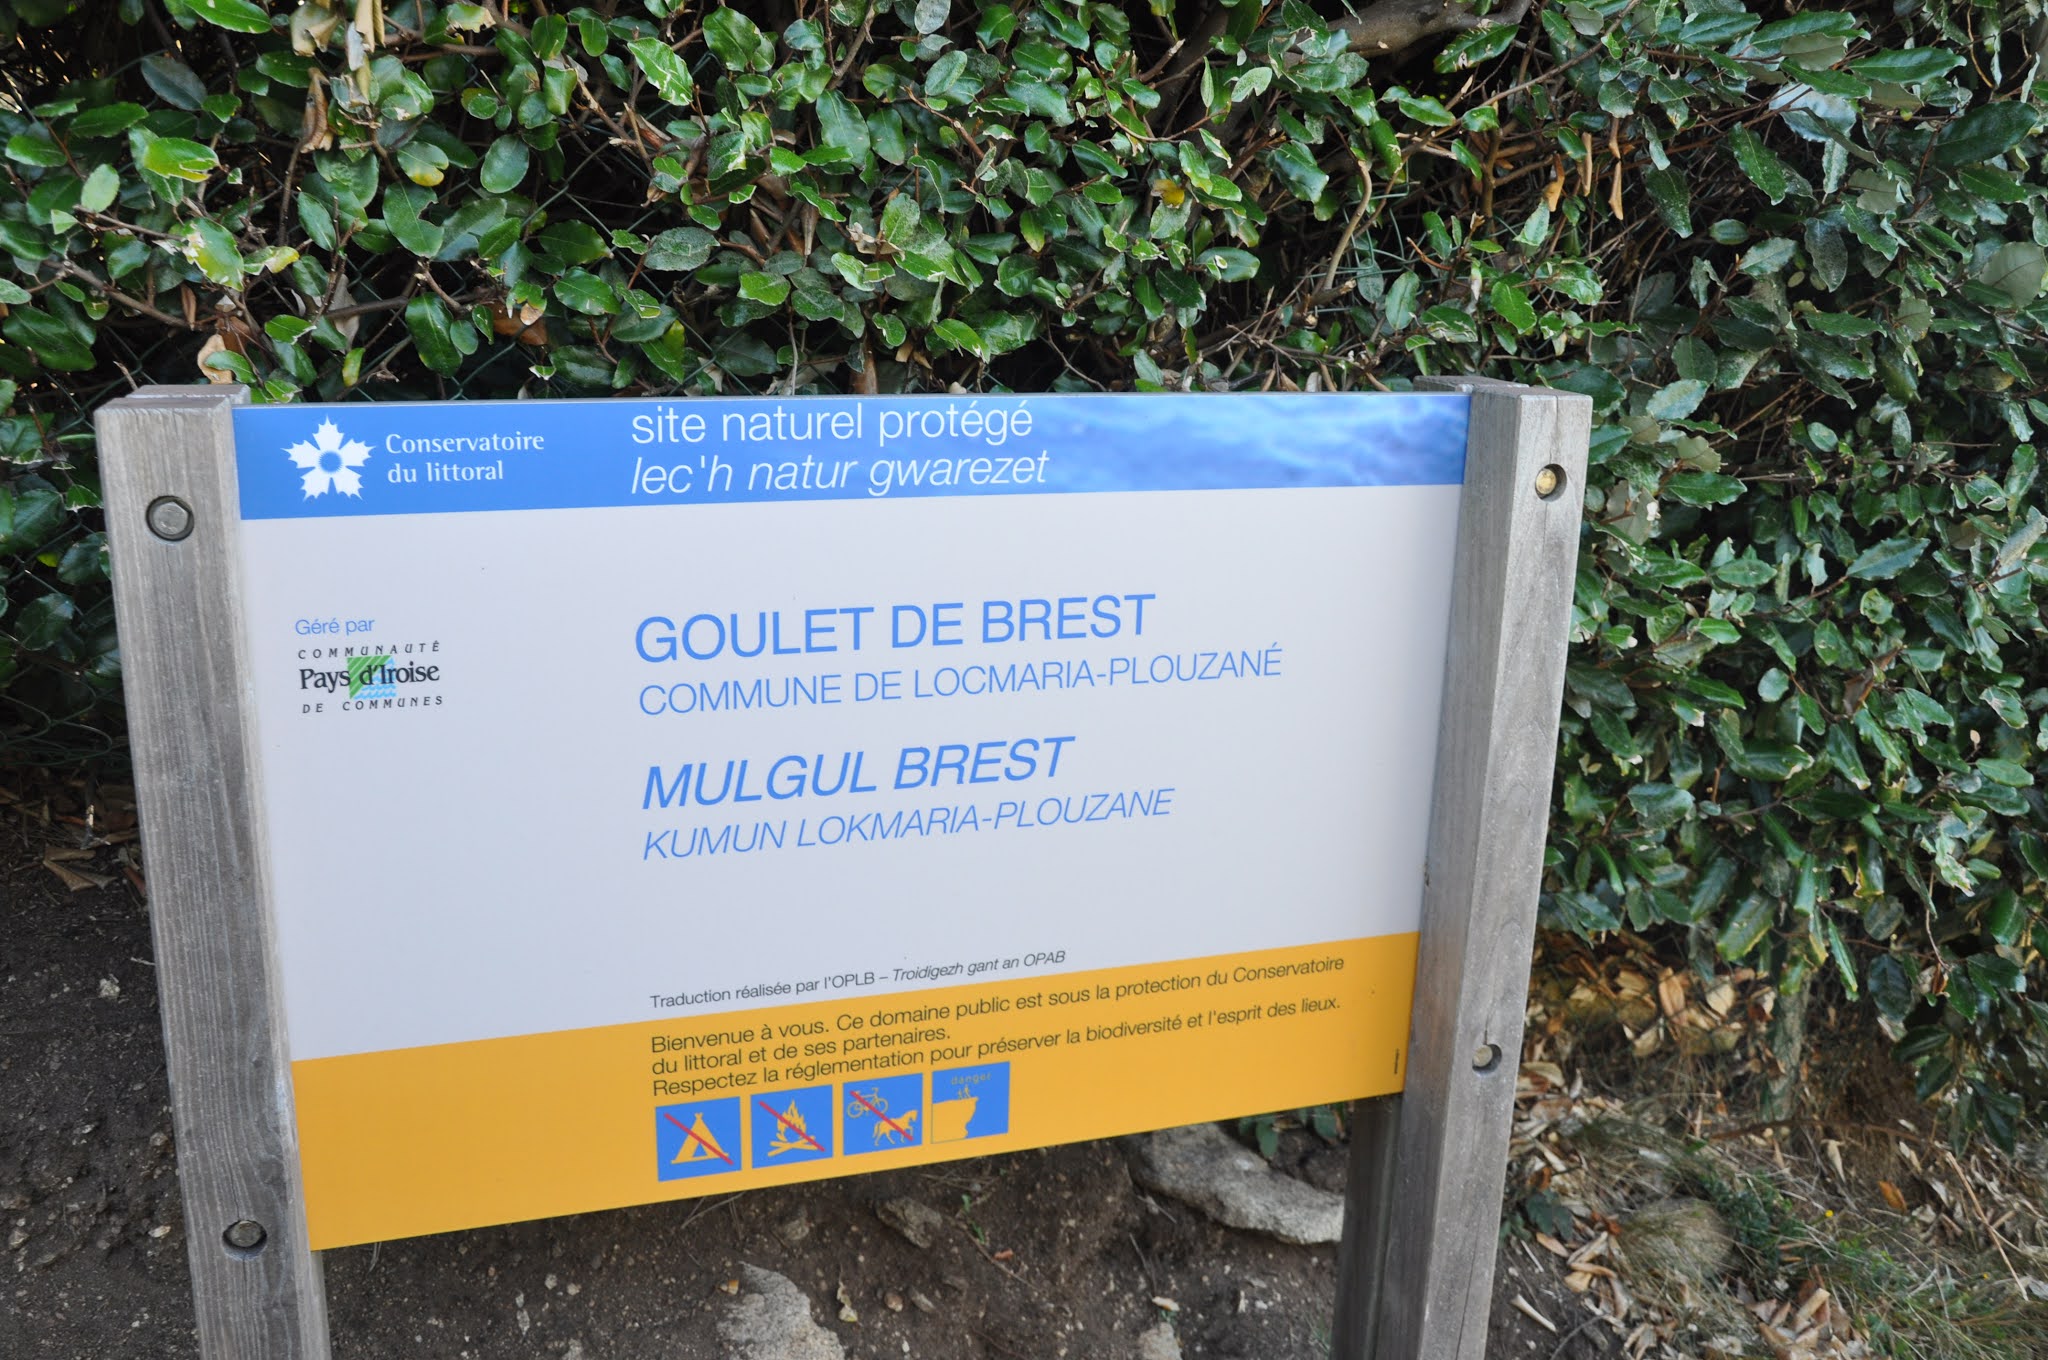 Conservatoire
du littoral
site naturel protégé
lec'h natur gwarezet
Géré par
COMMUNAUTÉ
Pays d'Iroise
DE COMMUNES
GOULET DE BREST
COMMUNE DE LOCMARIA-PLOUZANÉ
MULGUL BREST
KUMUN LOKMARIA-PLOUZANE
Traduction réalisée par l'OPLB – Troidigezh gant an OPAB
Bienvenue à vous. Ce domaine public est sous la protection du Conservatoire
du littoral et de ses partenaires.
Respectez la réglementation pour préserver la biodiversité et l'esprit des lieux.
danger